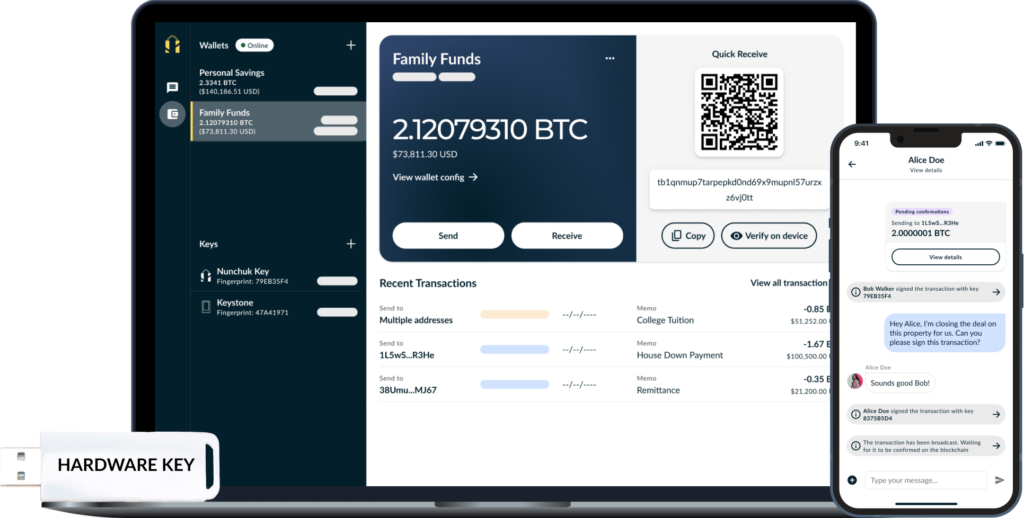 Wallets
Online
+
Personal Savings
2.3341 BTC
($140,186.51 USD)
Family Funds
2.12079310 BTC
($73,811.30 USD)
Keys
+
Nunchuk Key
Fingerprint: 79EB35F4
Keystone
Fingerprint: 47A41971
Family Funds
...
2.12079310 BTC
$73,811.30 USD
View wallet config →
Send
Receive
Quick Receive
tb1qnmup7tarpepkd0nd69x9mupnl57urzx
z6vj0tt
Copy
Verify on device
Recent Transactions
View all transaction
Send to
Multiple addresses
--/--/----
Memo
College Tuition
-0.85 B
$51,252.00
Send to
1L5wS...R3He
--/--/----
Memo
House Down Payment
-1.67 B
$100,500.00
Send to
38Umu...MJ67
--/--/----
Memo
Remittance
-0.35 B
$21,200.00
HARDWARE KEY
9:41
Alice Doe
View details
Pending confirmations
Sending to 1L5wS...R3He
2.0000001 BTC
View details
Bob Walker signed the transaction with key
79EB35F4
Hey Alice, I'm closing the deal on
this property for us. Can you
please sign this transaction?
Alice Doe
Sounds good Bob!
Alice Doe signed the transaction with key
8375B5D4
The transaction has been broadcast. Waiting
for it to be confirmed on the blockchain
Type your message...